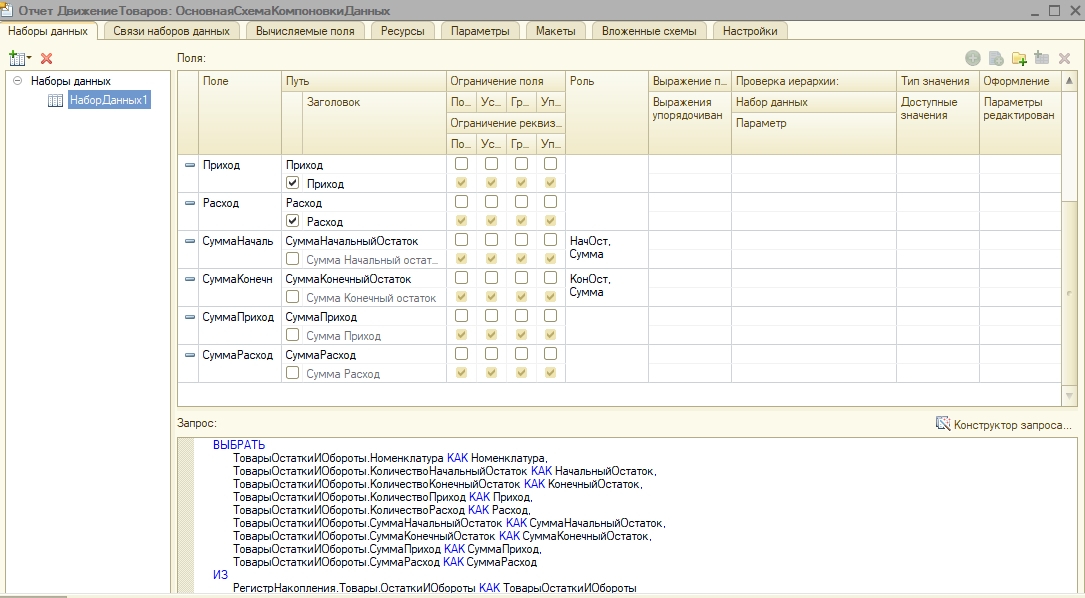 Отчет ДвижениеТоваров: ОсновнаяСхемаКомпоновкиДанных
Наборы данных Связи наборов данных Вычисляемые поля Ресурсы Параметры Макеты Вложенные схемы Настройки
Поля:
Наборы данных
НаборДанных1
Поле Путь Ограничение поля Роль Выражение п... Проверка иерархии: Тип значения Оформление
Заголовок По... Ус... Гр... Уп... Выражения упорядочиван Набор данных Доступные значения Параметры редактирован
Ограничение реквиз... Параметр
По... Ус... Гр... Уп...
Приход Приход
Приход
Расход Расход
Расход
СуммаНачаль СуммаНачальныйОстаток НачОст,
Сумма Начальный остат... Сумма
СуммаКонечн СуммаКонечныйОстаток КонОст,
Сумма Конечный остаток Сумма
СуммаПриход СуммаПриход
Сумма Приход
СуммаРасход СуммаРасход
Сумма Расход
Запрос: Конструктор запроса...
ВЫБРАТЬ
ТоварыОстаткиИОбороты.Номенклатура КАК Номенклатура,
ТоварыОстаткиИОбороты.КоличествоНачальныйОстаток КАК НачальныйОстаток,
ТоварыОстаткиИОбороты.КоличествоКонечныйОстаток КАК КонечныйОстаток,
ТоварыОстаткиИОбороты.КоличествоПриход КАК Приход,
ТоварыОстаткиИОбороты.КоличествоРасход КАК Расход,
ТоварыОстаткиИОбороты.СуммаНачальныйОстаток КАК СуммаНачальныйОстаток,
ТоварыОстаткиИОбороты.СуммаКонечныйОстаток КАК СуммаКонечныйОстаток,
ТоварыОстаткиИОбороты.СуммаПриход КАК СуммаПриход,
ТоварыОстаткиИОбороты.СуммаРасход КАК СуммаРасход
ИЗ
РегистрНакопления.Товары.ОстаткиИОбороты КАК ТоварыОстаткиИОбороты